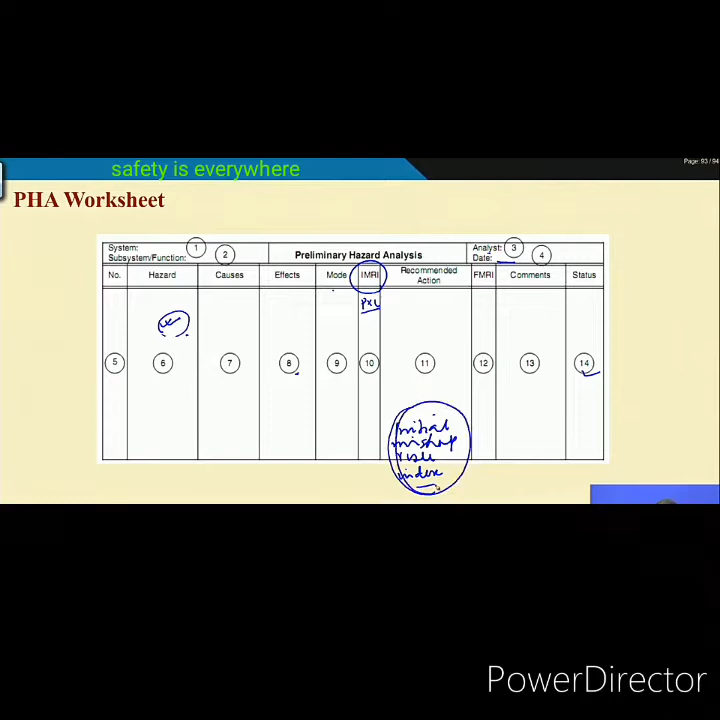 Page: 93 / 94
safety is everywhere
PHA Worksheet
System: 1
Subsystem/Function: 2
Preliminary Hazard Analysis
Analyst: 3
Date: 4
No. Hazard Causes Effects Mode IMRI Recommended Action FMRI Comments Status
P×L
5 6 7 8 9 10 11 12 13 14
Initial
mishap
risk
index
PowerDirector